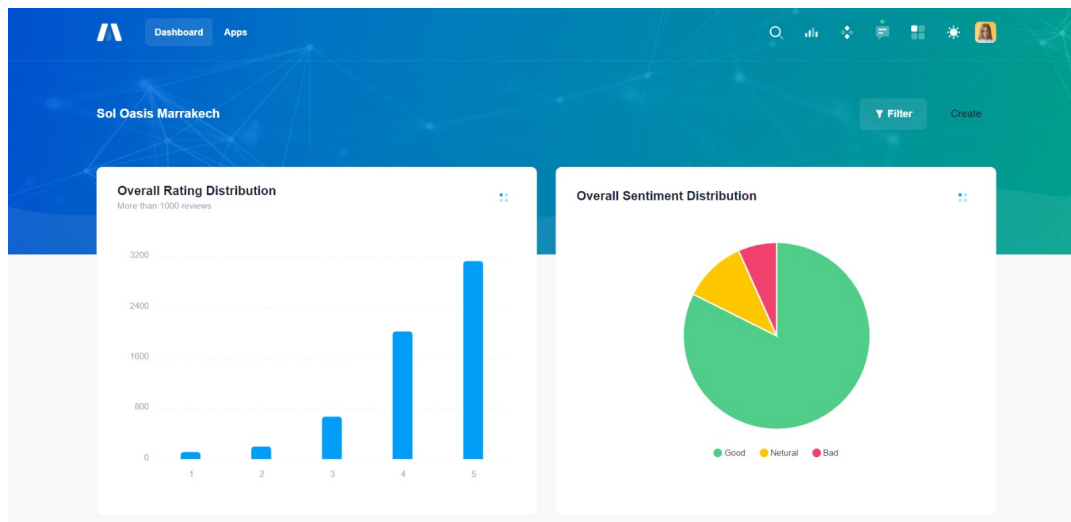 Dashboard Apps
Sol Oasis Marrakech
Filter Create
Overall Rating Distribution
More than 1000 reviews
3200
2400
1600
800
0
1 2 3 4 5
Overall Sentiment Distribution
Good Netural Bad